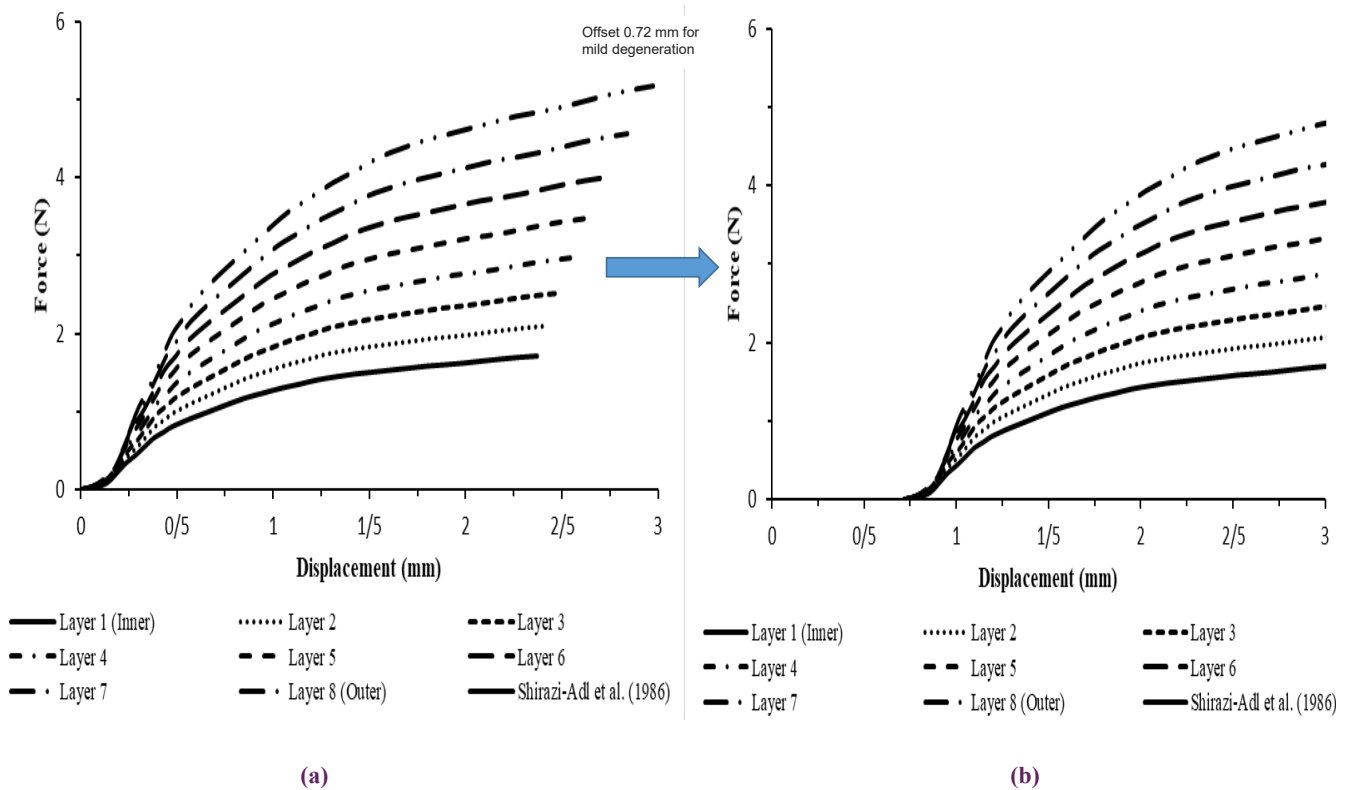 Offset 0.72 mm for
mild degeneration
6
4
2
0
Force (N)
0 0/5 1 1/5 2 2/5 3
Displacement (mm)
Layer 1 (Inner) Layer 2 Layer 3
Layer 4 Layer 5 Layer 6
Layer 7 Layer 8 (Outer) Shirazi-Adl et al. (1986)
(a)
6
4
2
0
Force (N)
0 0/5 1 1/5 2 2/5 3
Displacement (mm)
Layer 1 (Inner) Layer 2 Layer 3
Layer 4 Layer 5 Layer 6
Layer 7 Layer 8 (Outer) Shirazi-Adl et al. (1986)
(b)